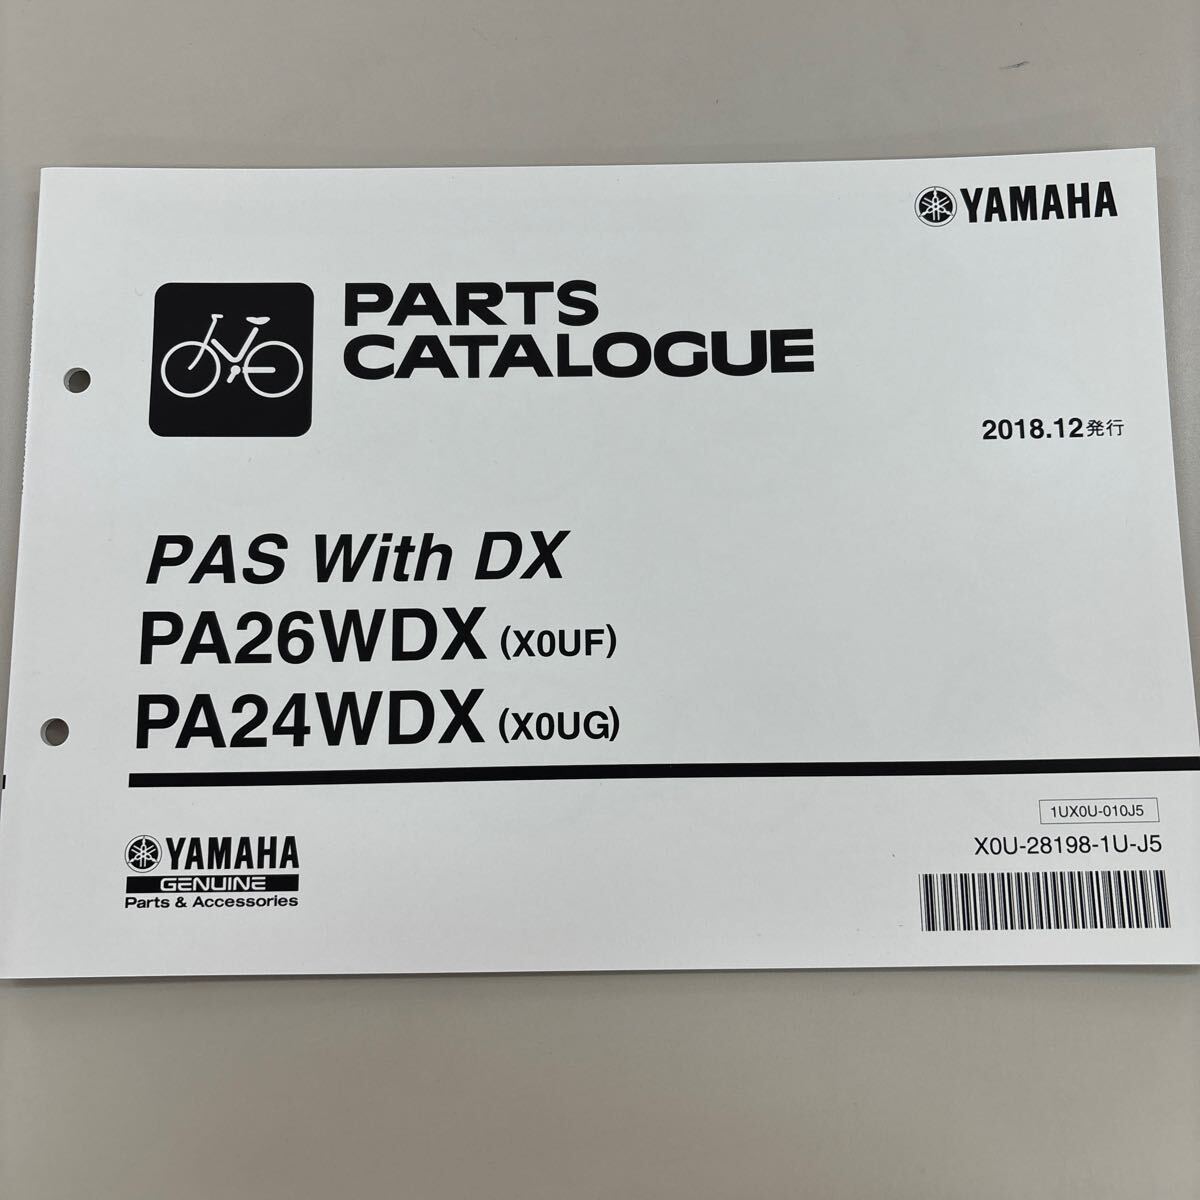 YAMAHA
PARTS
CATALOGUE
2018.12発行
PAS With DX
PA26WDX (X0UF)
PA24WDX (X0UG)
1UX0U-010J5
X0U-28198-1U-J5
YAMAHA
GENUINE
Parts & Accessories